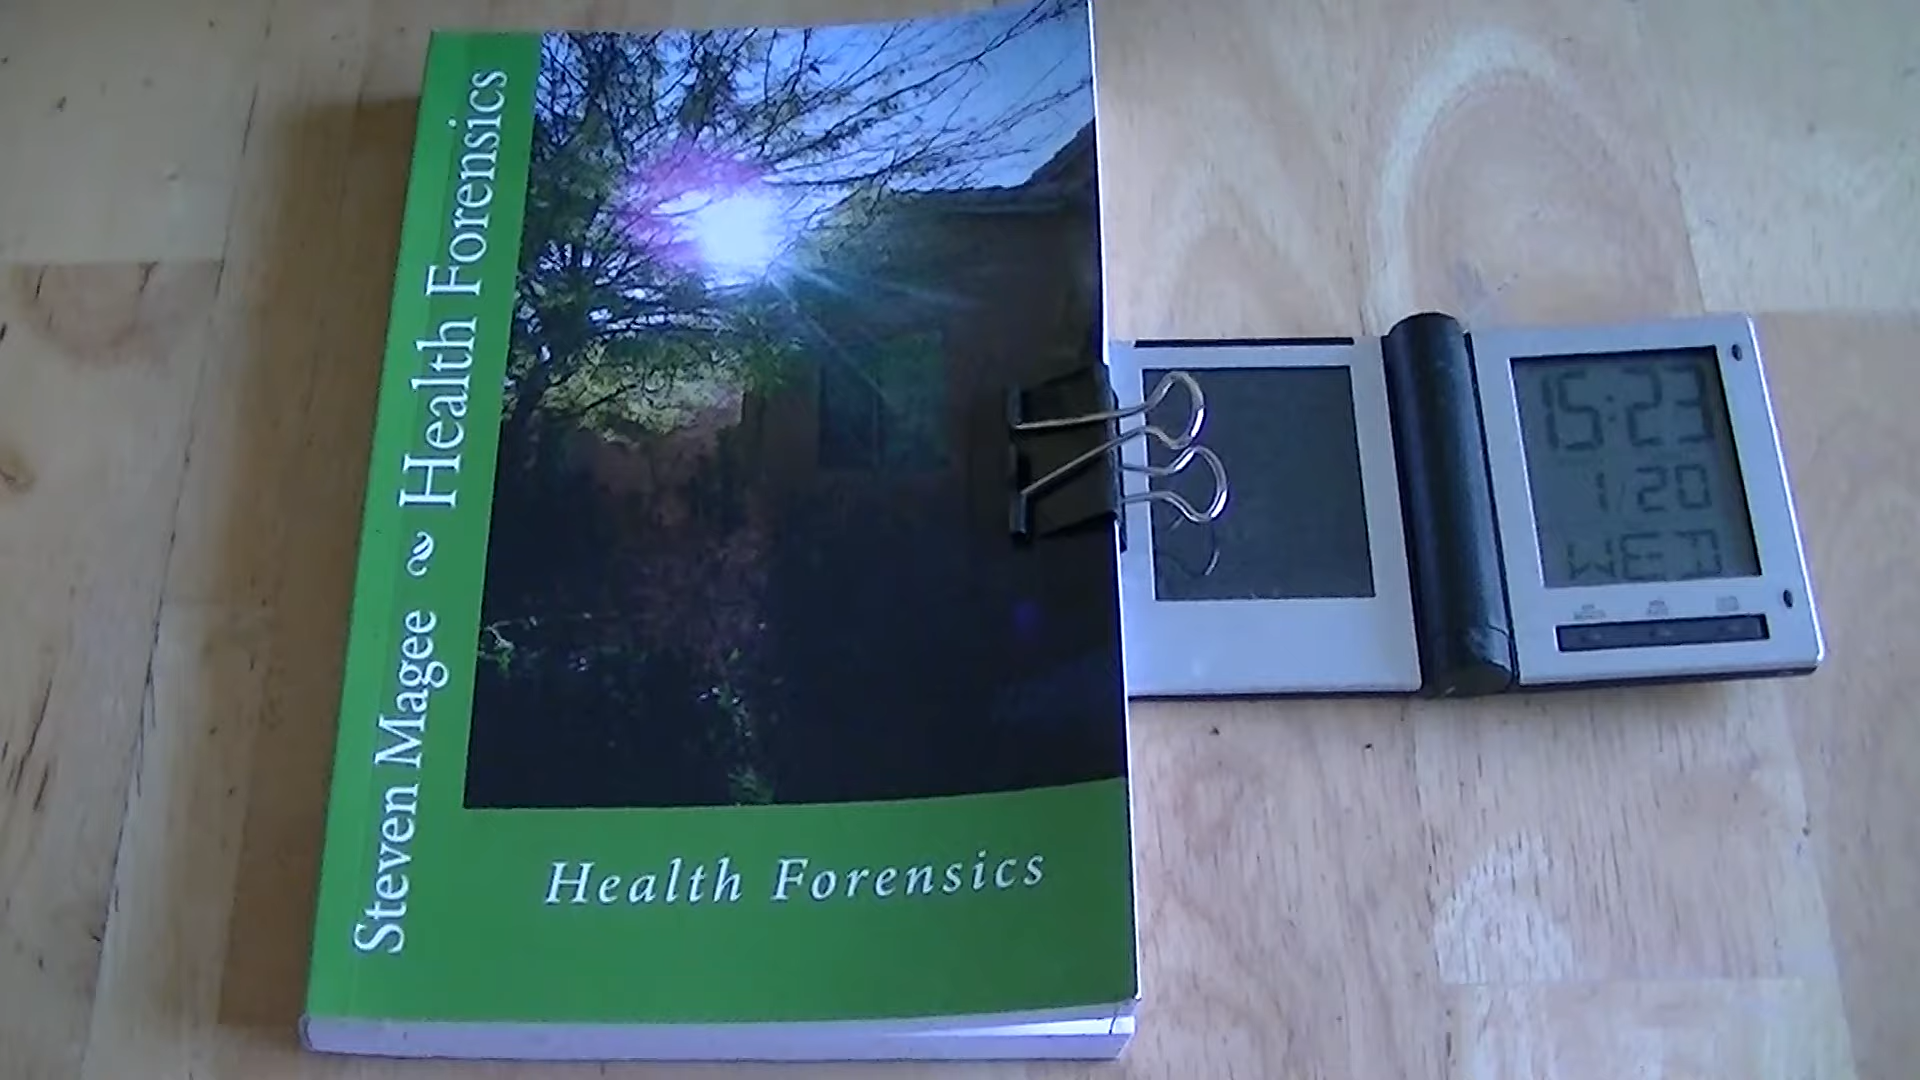 Steven Magee ~ Health Forensics
Health Forensics
15:23
1/20
WED